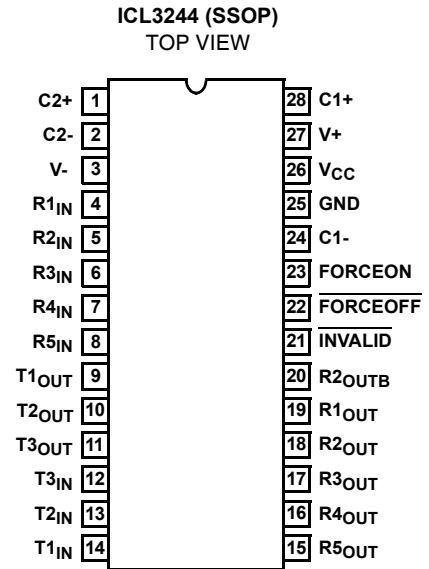 ICL3244 (SSOP)
TOP VIEW
C2+ 1 28 C1+
C2- 2 27 V+
V- 3 26 VCC
R1IN 4 25 GND
R2IN 5 24 C1-
R3IN 6 23 FORCEON
R4IN 7 22 FORCEOFF
R5IN 8 21 INVALID
T1OUT 9 20 R2OUTB
T2OUT 10 19 R1OUT
T3OUT 11 18 R2OUT
T3IN 12 17 R3OUT
T2IN 13 16 R4OUT
T1IN 14 15 R5OUT